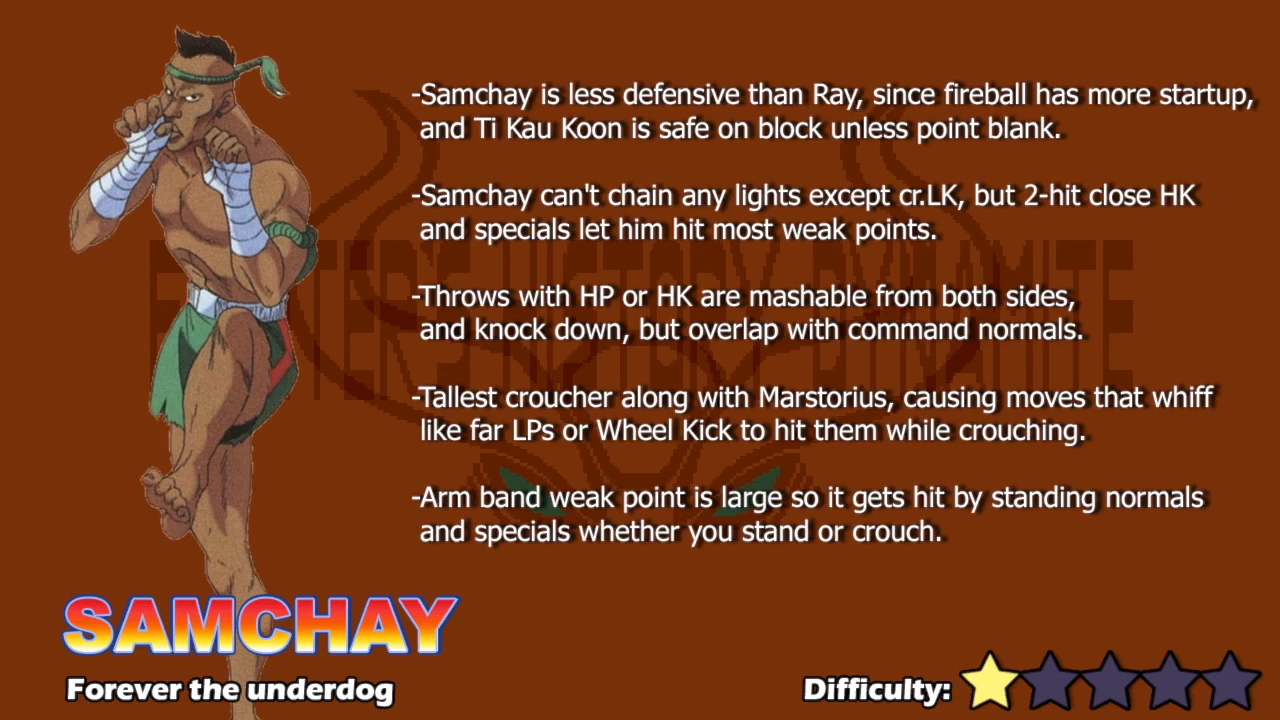 -Samchay is less defensive than Ray, since fireball has more startup,
and Ti Kau Koon is safe on block unless point blank.
-Samchay can't chain any lights except cr.LK, but 2-hit close HK
and specials let him hit most weak points.
-Throws with HP or HK are mashable from both sides,
and knock down, but overlap with command normals.
-Tallest croucher along with Marstorius, causing moves that whiff
like far LPs or Wheel Kick to hit them while crouching.
-Arm band weak point is large so it gets hit by standing normals
and specials whether you stand or crouch.
FIGHTER'S HISTORY DYNAMITE
SAMCHAY
Forever the underdog
Difficulty: